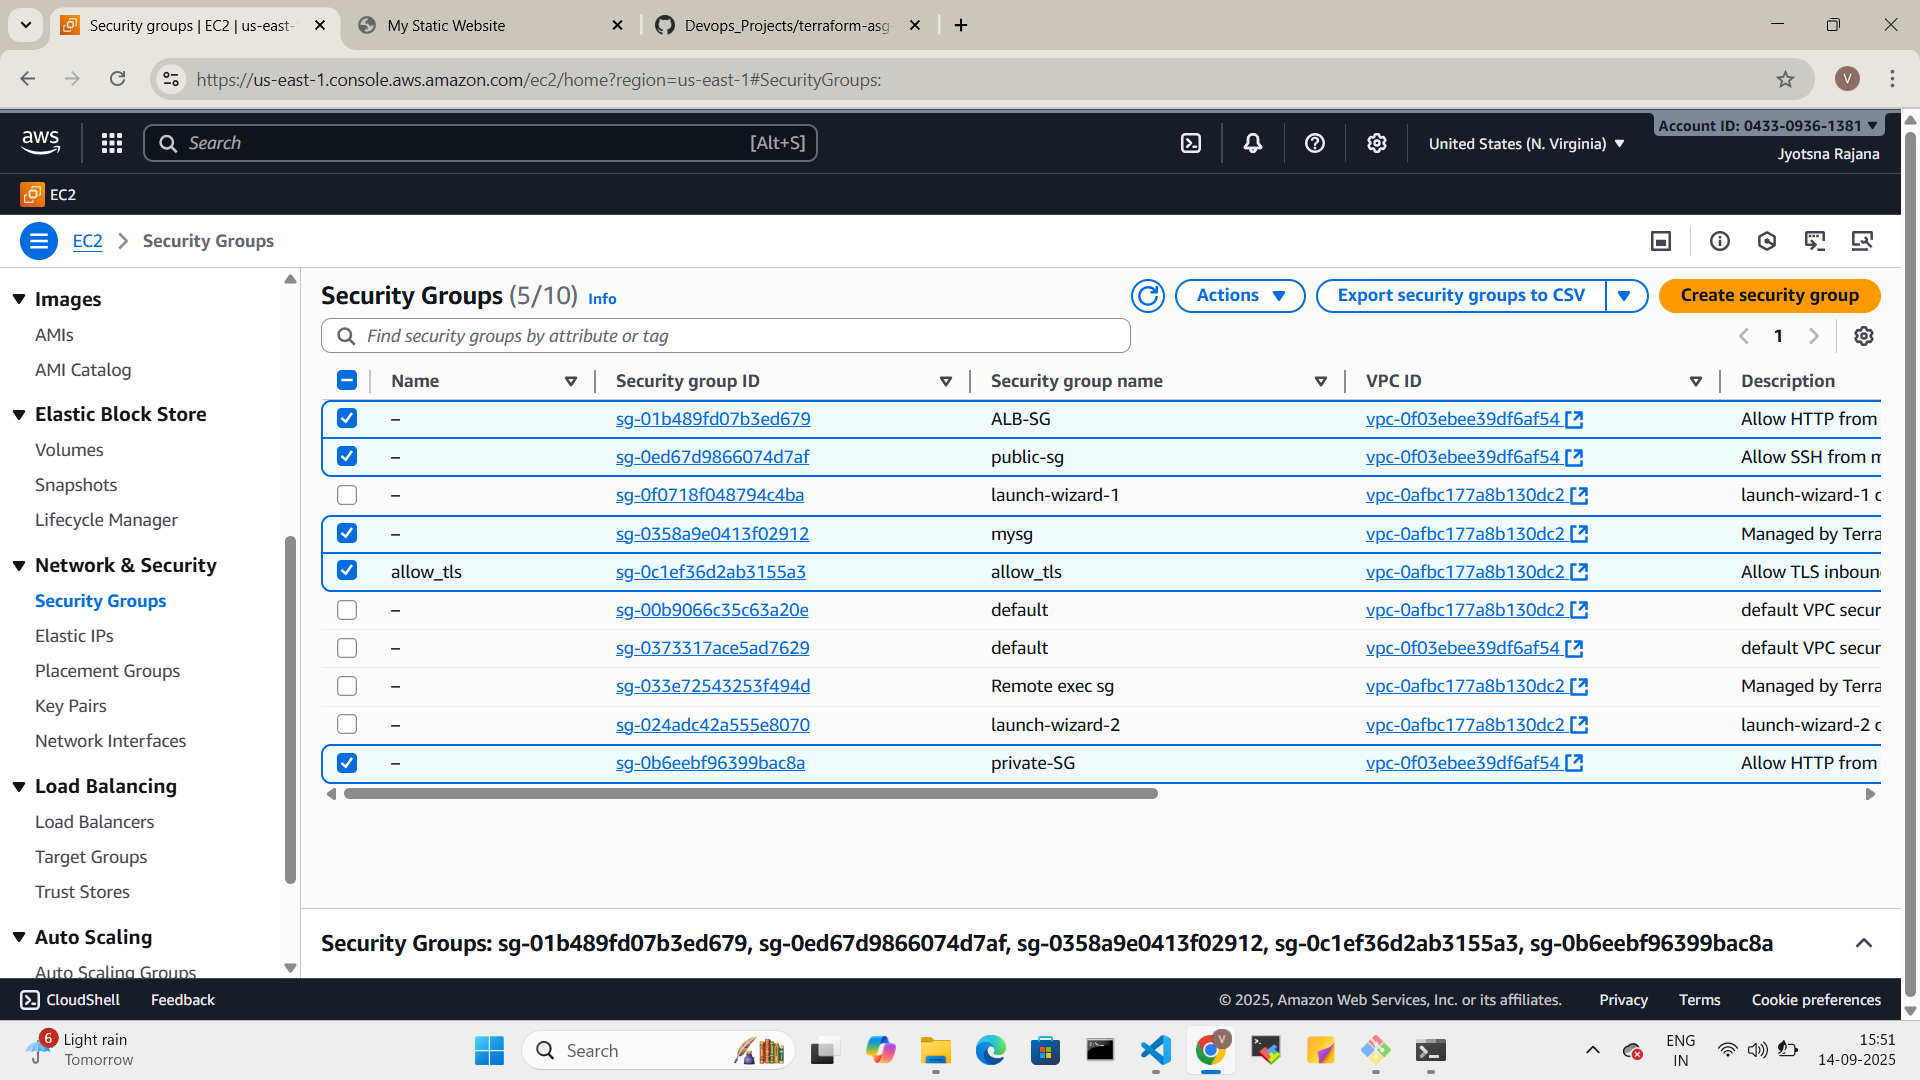 Security groups | EC2 | us-east-
My Static Website
Devops_Projects/terraform-asg
https://us-east-1.console.aws.amazon.com/ec2/home?region=us-east-1#SecurityGroups:
V
aws
Search
[Alt+S]
United States (N. Virginia)
Account ID: 0433-0936-1381
Jyotsna Rajana
EC2
EC2
Security Groups
Images
AMIs
AMI Catalog
Elastic Block Store
Volumes
Snapshots
Lifecycle Manager
Network & Security
Security Groups
Elastic IPs
Placement Groups
Key Pairs
Network Interfaces
Load Balancing
Load Balancers
Target Groups
Trust Stores
Auto Scaling
Auto Scaling Groups
Security Groups (5/10) Info
Actions
Export security groups to CSV
Create security group
Find security groups by attribute or tag
1
Name Security group ID Security group name VPC ID Description
– sg-01b489fd07b3ed679 ALB-SG vpc-0f03ebee39df6af54 Allow HTTP from
– sg-0ed67d9866074d7af public-sg vpc-0f03ebee39df6af54 Allow SSH from m
– sg-0f0718f048794c4ba launch-wizard-1 vpc-0afbc177a8b130dc2 launch-wizard-1 c
– sg-0358a9e0413f02912 mysg vpc-0afbc177a8b130dc2 Managed by Terra
allow_tls sg-0c1ef36d2ab3155a3 allow_tls vpc-0afbc177a8b130dc2 Allow TLS inboun
– sg-00b9066c35c63a20e default vpc-0afbc177a8b130dc2 default VPC secur
– sg-0373317ace5ad7629 default vpc-0f03ebee39df6af54 default VPC secur
– sg-033e72543253f494d Remote exec sg vpc-0afbc177a8b130dc2 Managed by Terra
– sg-024adc42a555e8070 launch-wizard-2 vpc-0afbc177a8b130dc2 launch-wizard-2 c
– sg-0b6eebf96399bac8a private-SG vpc-0f03ebee39df6af54 Allow HTTP from
Security Groups: sg-01b489fd07b3ed679, sg-0ed67d9866074d7af, sg-0358a9e0413f02912, sg-0c1ef36d2ab3155a3, sg-0b6eebf96399bac8a
CloudShell
Feedback
© 2025, Amazon Web Services, Inc. or its affiliates.
Privacy
Terms
Cookie preferences
6
Light rain
Tomorrow
Search
V
ENG
IN
15:51
14-09-2025